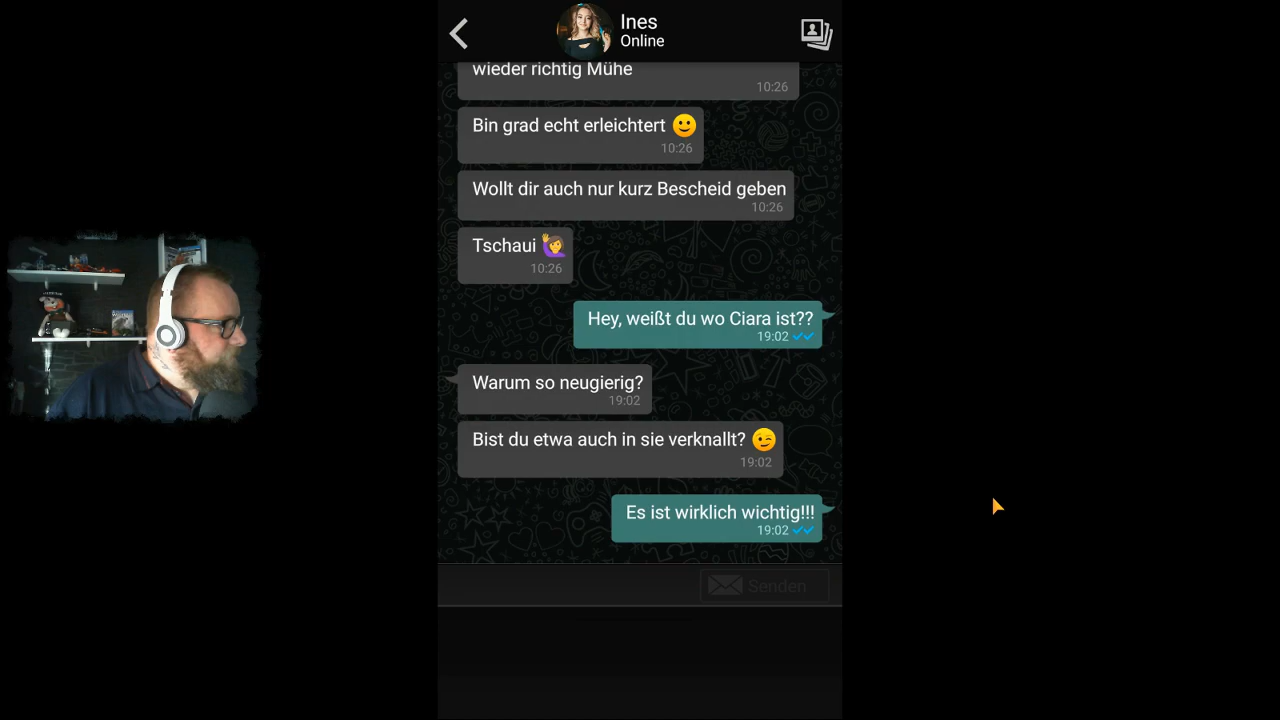 Ines
Online
wieder richtig Mühe
10:26
Bin grad echt erleichtert 🙂
10:26
Wollt dir auch nur kurz Bescheid geben
10:26
Tschaui 🙋‍♀️
10:26
Hey, weißt du wo Ciara ist??
19:02
Warum so neugierig?
19:02
Bist du etwa auch in sie verknallt? 😉
19:02
Es ist wirklich wichtig!!!
19:02
Senden